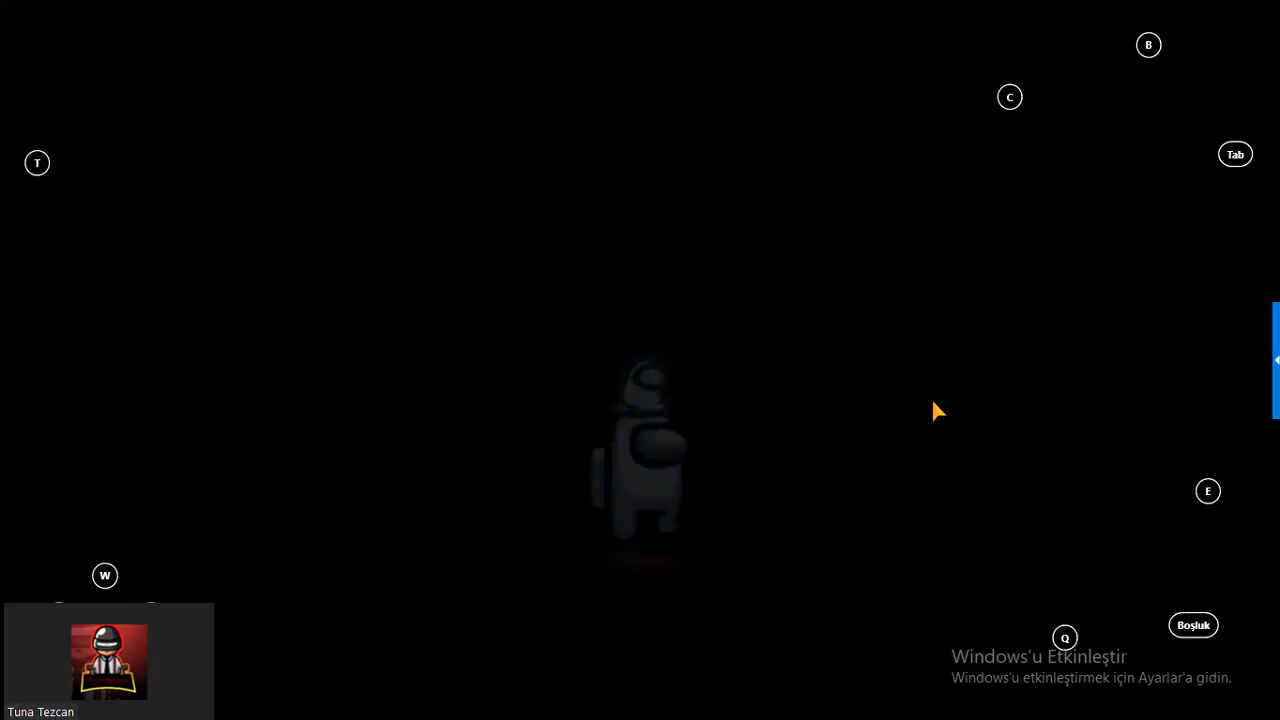 B
C
Tab
T
E
W
Boşluk
Q
Windows'u Etkinleştir
Windows'u etkinleştirmek için Ayarlar'a gidin.
Tuna Tezcan